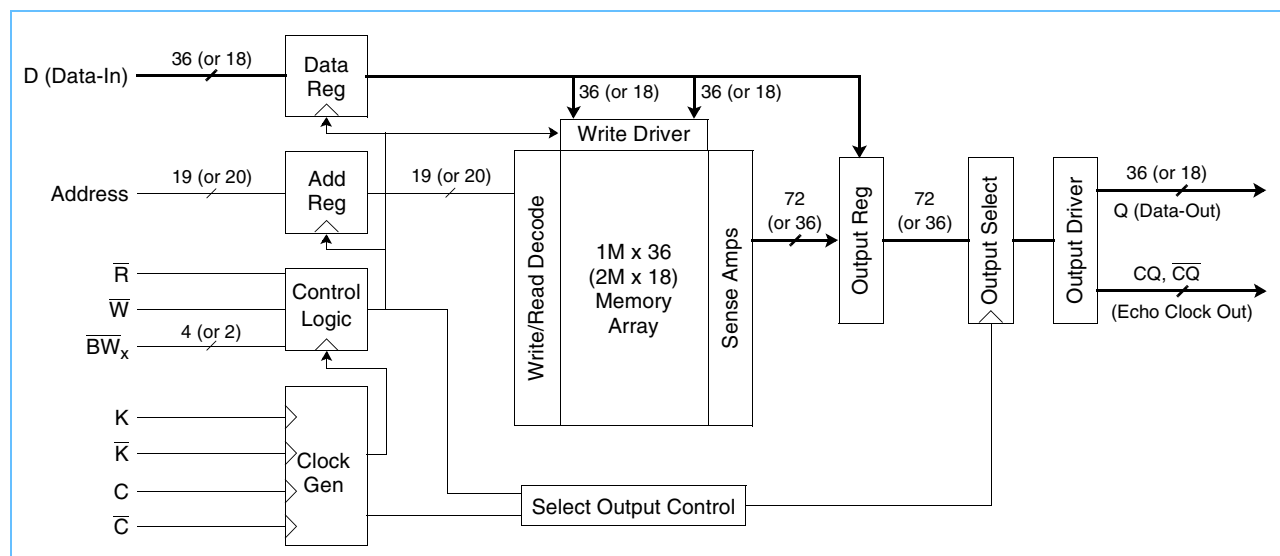 D (Data-In)
36 (or 18)
Data
Reg
36 (or 18)
36 (or 18)
Write Driver
Address
19 (or 20)
Add
Reg
19 (or 20)
Write/Read Decode
1M x 36
(2M x 18)
Memory
Array
Sense Amps
72
(or 36)
Output Reg
72
(or 36)
Output Select
Output Driver
36 (or 18)
Q (Data-Out)
CQ, C̅Q̅
(Echo Clock Out)
R̅
W̅
B̅W̅ₓ
4 (or 2)
Control
Logic
K
K̅
C
C̅
Clock
Gen
Select Output Control